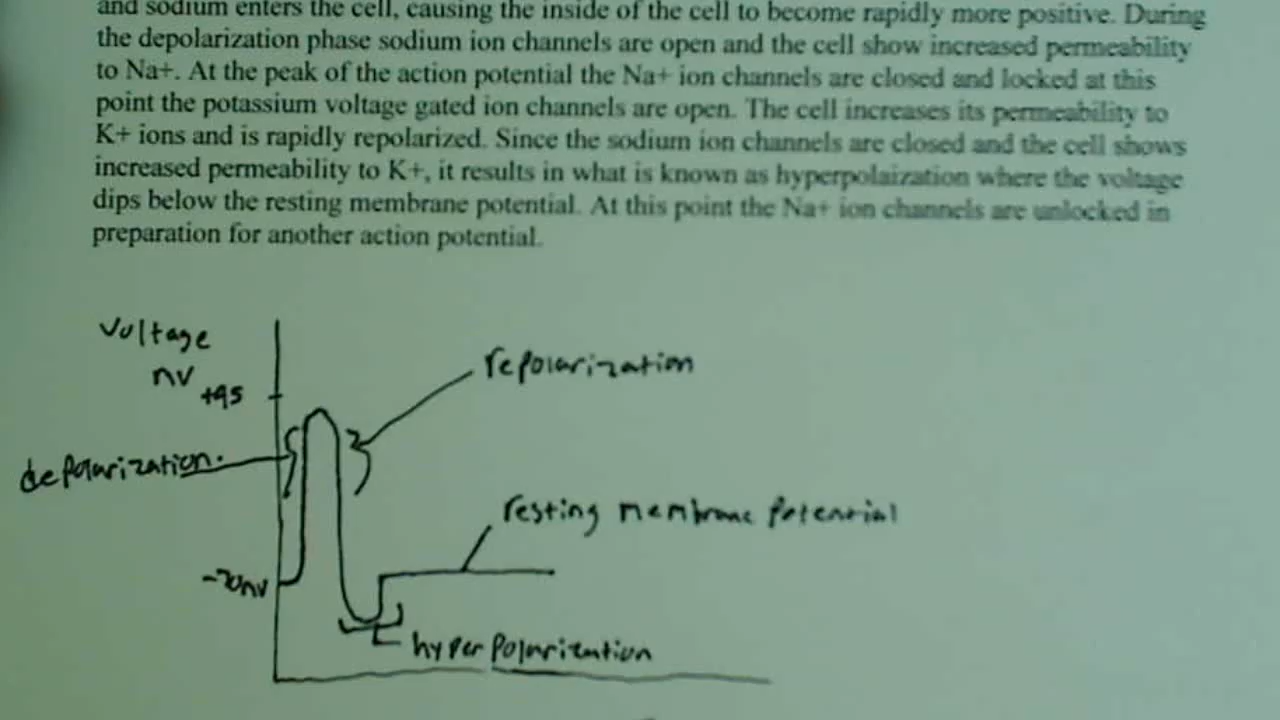 and sodium enters the cell, causing the inside of the cell to become rapidly more positive. During
the depolarization phase sodium ion channels are open and the cell show increased permeability
to Na+. At the peak of the action potential the Na+ ion channels are closed and locked at this
point the potassium voltage gated ion channels are open. The cell increases its permeability to
K+ ions and is rapidly repolarized. Since the sodium ion channels are closed and the cell shows
increased permeability to K+, it results in what is known as hyperpolaization where the voltage
dips below the resting membrane potential. At this point the Na+ ion channels are unlocked in
preparation for another action potential.
voltage
nv
+95
repolarization
depolarization.
resting membrane potential
-70nv
hyperpolarization